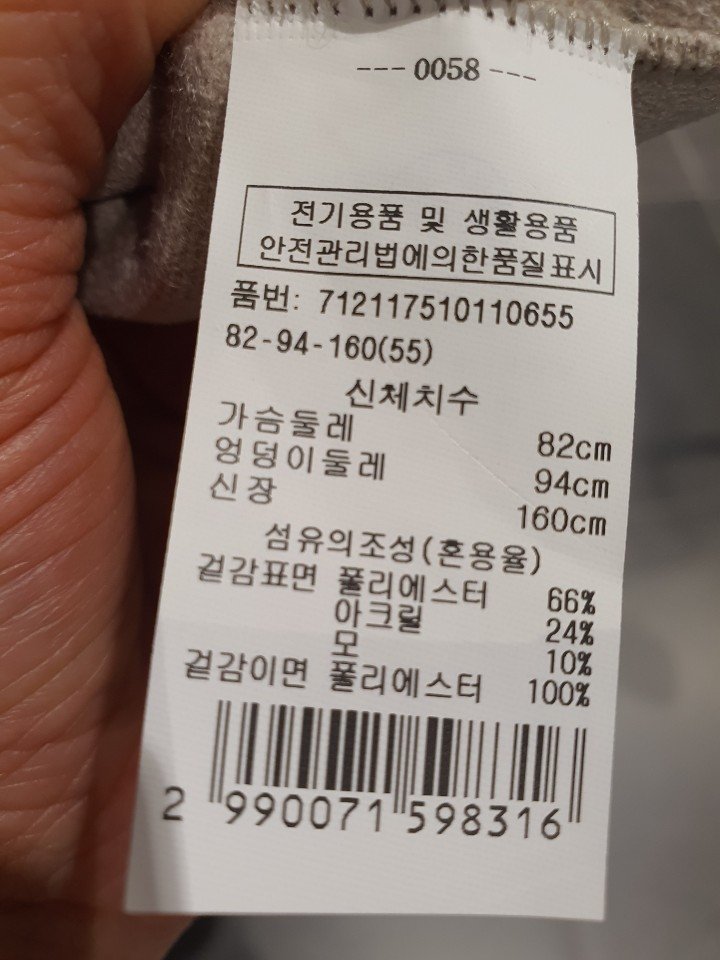 ---0058---
전기용품 및 생활용품
안전관리법에의한품질표시
품번: 712117510110655
82-94-160(55)
신체치수
가슴둘레 82cm
엉덩이둘레 94cm
신장 160cm
섬유의조성(혼용율)
겉감표면 폴리에스터 66%
아크릴 24%
모 10%
겉감이면 폴리에스터 100%
2 990071 598316